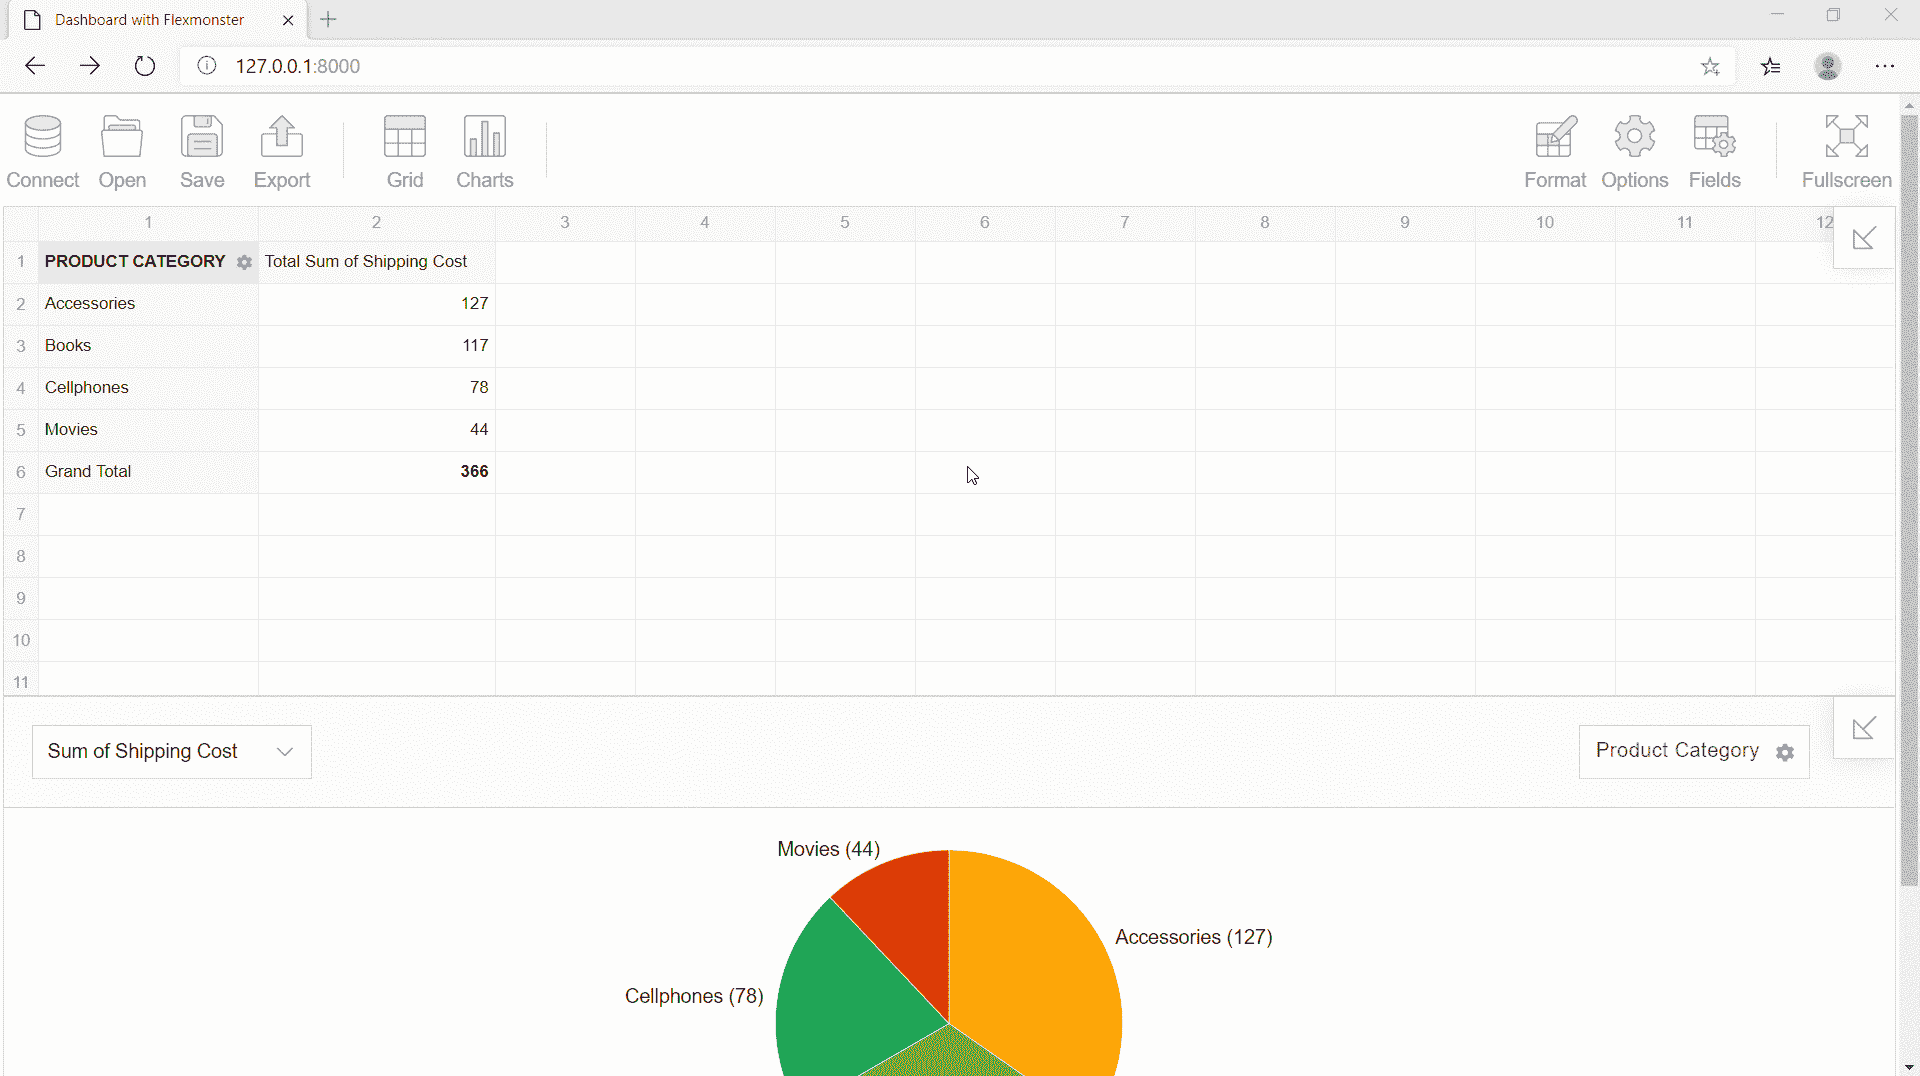 Dashboard with Flexmonster
127.0.0.1:8000
Connect Open Save Export Grid Charts Format Options Fields Fullscreen
1 2 3 4 5 6 7 8 9 10 11 12
1 PRODUCT CATEGORY Total Sum of Shipping Cost
2 Accessories 127
3 Books 117
4 Cellphones 78
5 Movies 44
6 Grand Total 366
7
8
9
10
11
Sum of Shipping Cost Product Category
Movies (44)
Accessories (127)
Cellphones (78)